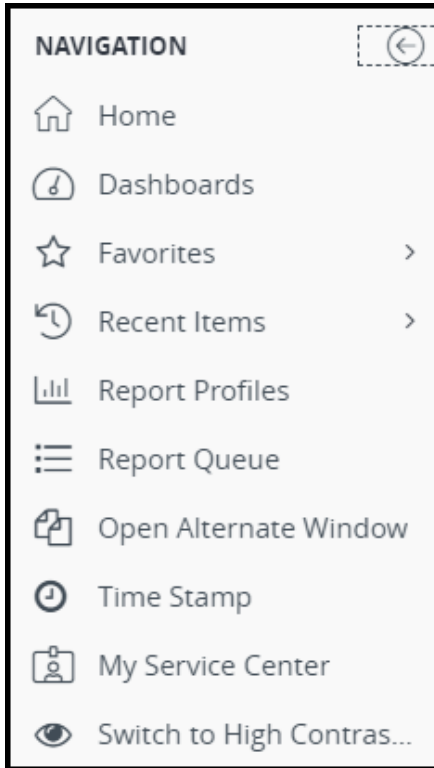 NAVIGATION
Home
Dashboards
Favorites
Recent Items
Report Profiles
Report Queue
Open Alternate Window
Time Stamp
My Service Center
Switch to High Contras...